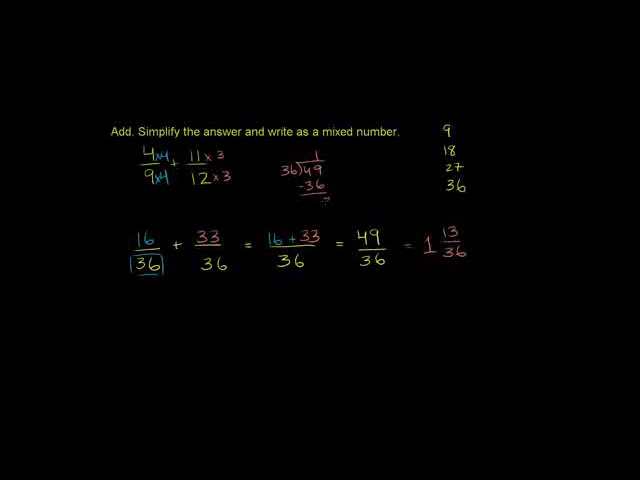 Add. Simplify the answer and write as a mixed number.
9
18
27
36
4x4 / 9x4 + 11x3 / 12x3
1
36)49
-36
16/36 + 33/36 = 16+33/36 = 49/36 = 1 13/36